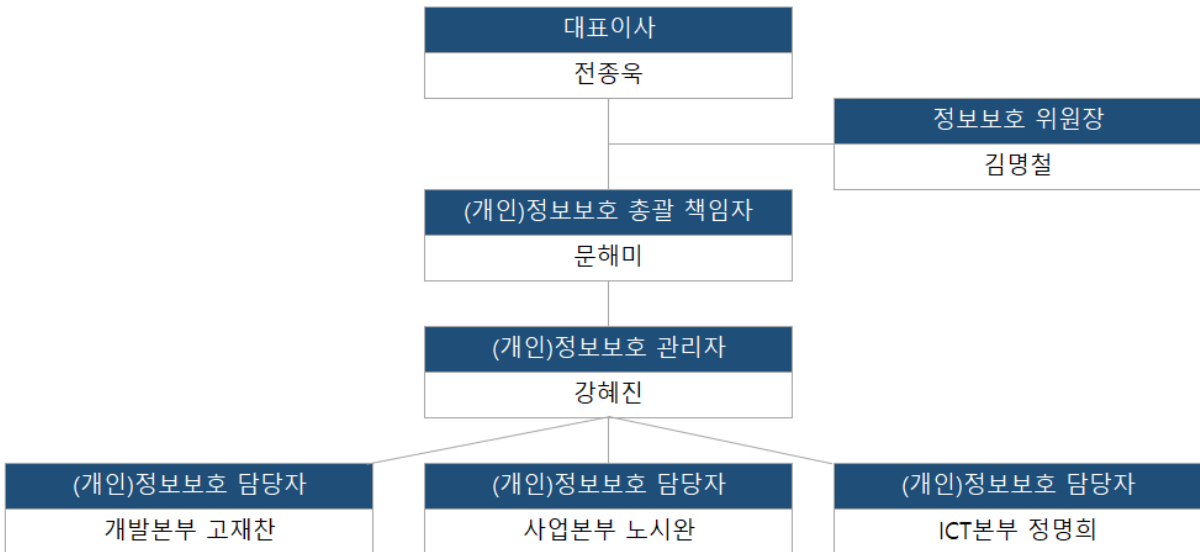 대표이사
전종욱
정보보호 위원장
김명철
(개인)정보보호 총괄 책임자
문해미
(개인)정보보호 관리자
강혜진
(개인)정보보호 담당자
개발본부 고재찬
(개인)정보보호 담당자
사업본부 노시완
(개인)정보보호 담당자
ICT본부 정명희